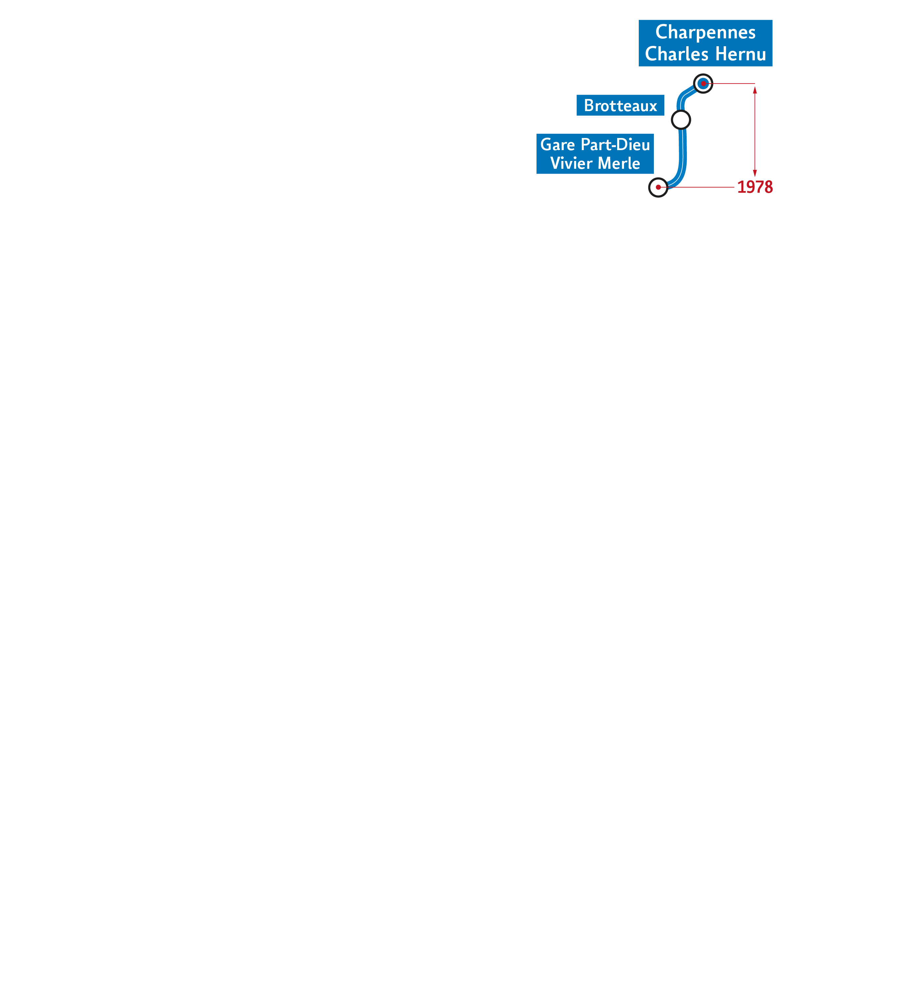 Charpennes
Charles Hernu
Brotteaux
Gare Part-Dieu
Vivier Merle
1978